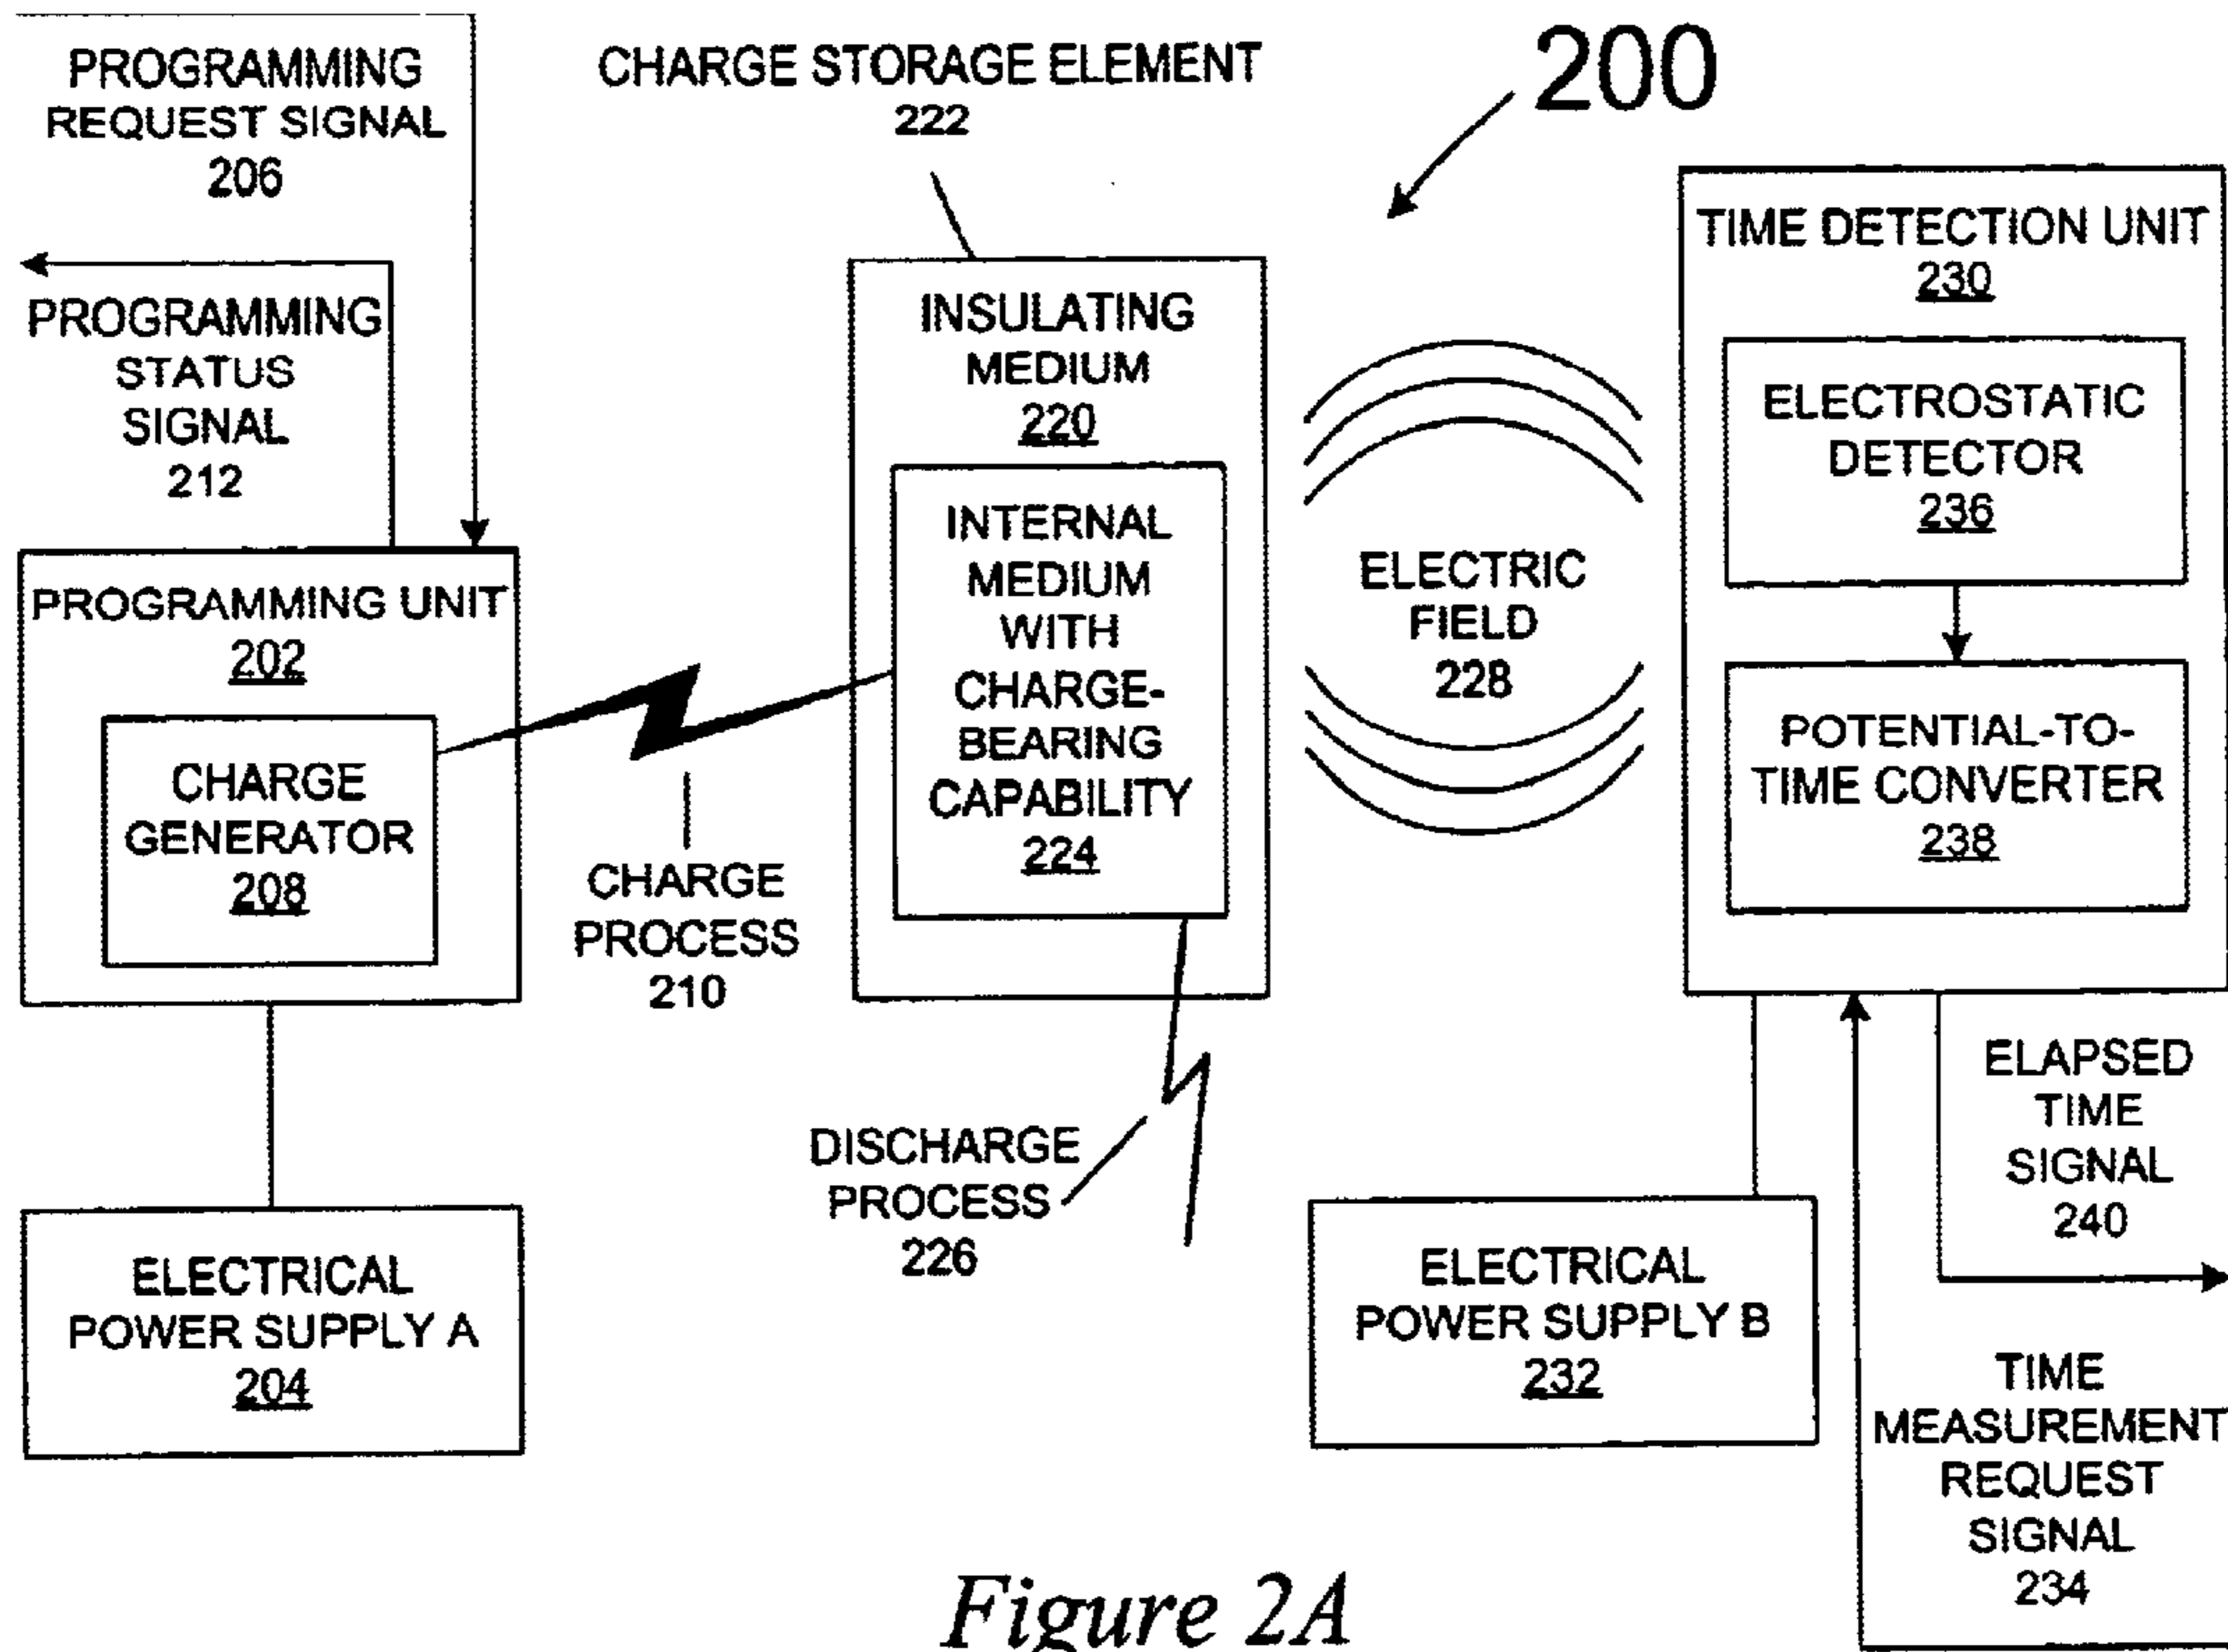 PROGRAMMING
REQUEST SIGNAL
206
CHARGE STORAGE ELEMENT
222
200
PROGRAMMING
STATUS
SIGNAL
212
PROGRAMMING UNIT
202
CHARGE
GENERATOR
208
ELECTRICAL
POWER SUPPLY A
204
CHARGE
PROCESS
210
INSULATING
MEDIUM
220
INTERNAL
MEDIUM
WITH
CHARGE-
BEARING
CAPABILITY
224
DISCHARGE
PROCESS
226
ELECTRIC
FIELD
228
TIME DETECTION UNIT
230
ELECTROSTATIC
DETECTOR
236
POTENTIAL-TO-
TIME CONVERTER
238
ELECTRICAL
POWER SUPPLY B
232
ELAPSED
TIME
SIGNAL
240
TIME
MEASUREMENT
REQUEST
SIGNAL
234
Figure 2A